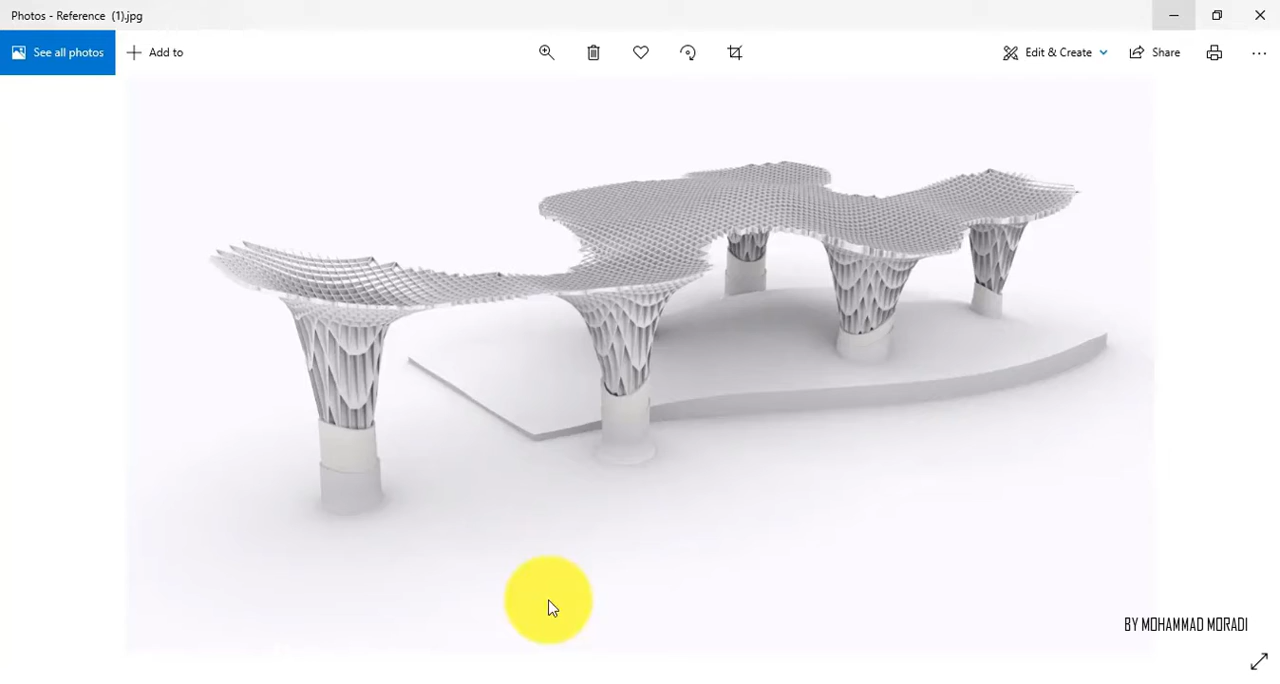 Photos - Reference (1).jpg
See all photos
Add to
Edit & Create
Share
BY MOHAMMAD MORADI